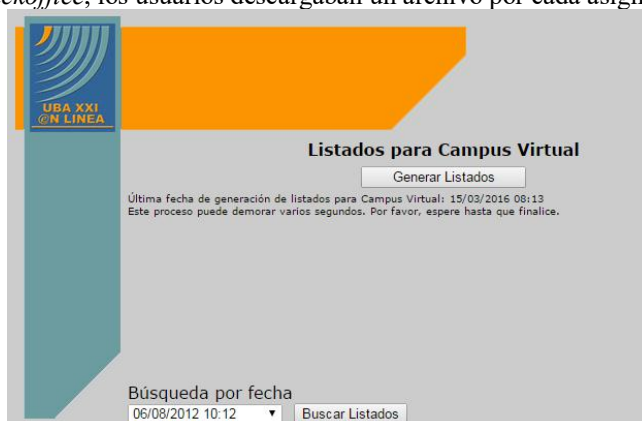 ckoffice, los usuarios descargaban un archivo por cada asig
UBA XXI
@N LINEA
Listados para Campus Virtual
Generar Listados
Última fecha de generación de listados para Campus Virtual: 15/03/2016 08:13
Este proceso puede demorar varios segundos. Por favor, espere hasta que finalice.
Búsqueda por fecha
06/08/2012 10:12 Buscar Listados